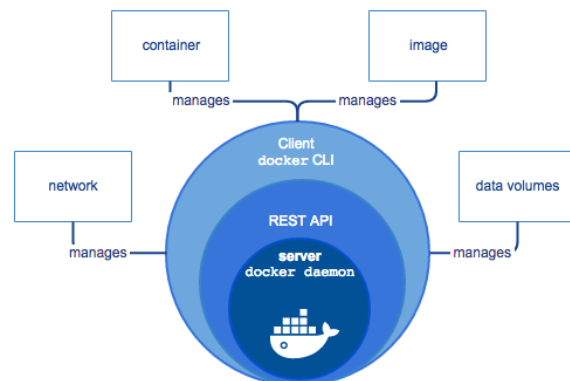 container
image
manages
manages
Client
docker CLI
network
data volumes
REST API
server
docker daemon
manages
manages